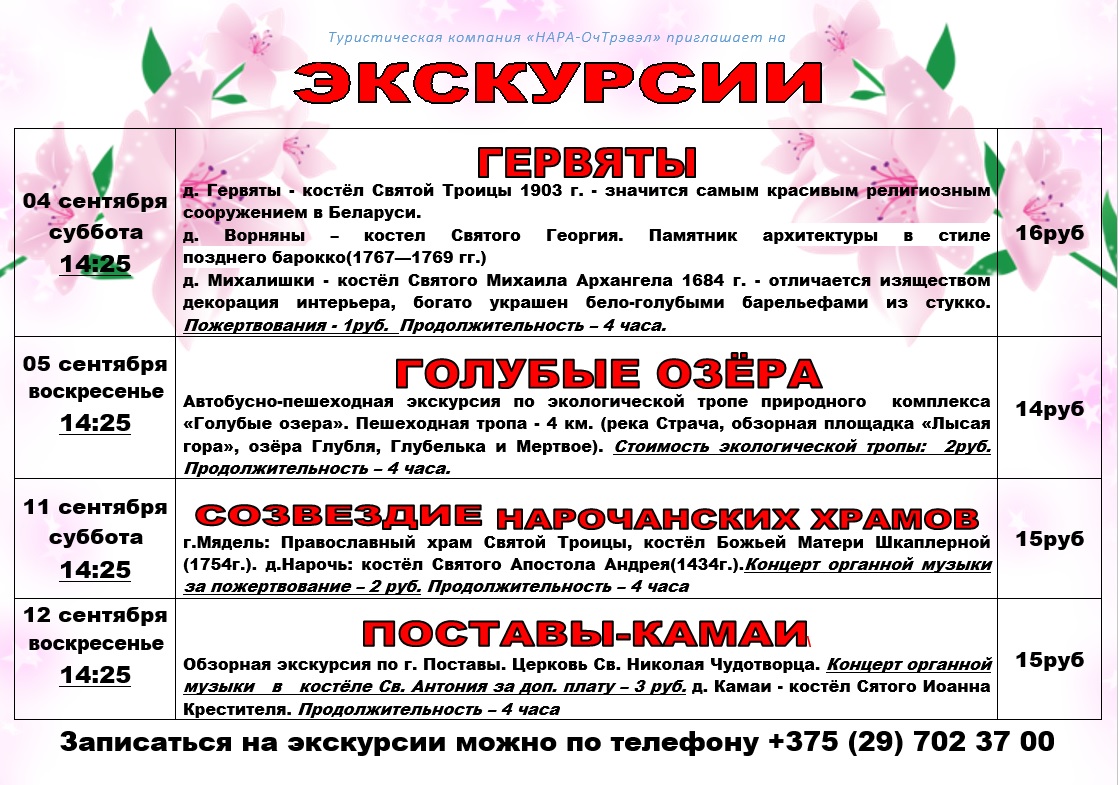 Туристическая компания «НАРА-ОчТрэвэл» приглашает на
ЭКСКУРСИИ
04 сентября
суббота
14:25
ГЕРВЯТЫ
д. Гервяты - костёл Святой Троицы 1903 г. - значится самым красивым религиозным
сооружением в Беларуси.
д. Ворняны – костел Святого Георгия. Памятник архитектуры в стиле
позднего барокко(1767—1769 гг.)
д. Михалишки - костёл Святого Михаила Архангела 1684 г. - отличается изяществом
декорация интерьера, богато украшен бело-голубыми барельефами из стукко.
Пожертвования - 1руб. Продолжительность – 4 часа.
16руб
05 сентября
воскресенье
14:25
ГОЛУБЫЕ ОЗЁРА
Автобусно-пешеходная экскурсия по экологической тропе природного комплекса
«Голубые озера». Пешеходная тропа - 4 км. (река Страча, обзорная площадка «Лысая
гора», озёра Глубля, Глубелька и Мертвое). Стоимость экологической тропы: 2руб.
Продолжительность – 4 часа.
14руб
11 сентября
суббота
14:25
СОЗВЕЗДИЕ НАРОЧАНСКИХ ХРАМОВ
г.Мядель: Православный храм Святой Троицы, костёл Божьей Матери Шкаплерной
(1754г.). д.Нарочь: костёл Святого Апостола Андрея(1434г.).Концерт органной музыки
за пожертвование – 2 руб. Продолжительность – 4 часа
15руб
12 сентября
воскресенье
14:25
ПОСТАВЫ-КАМАИ\
Обзорная экскурсия по г. Поставы. Церковь Св. Николая Чудотворца. Концерт органной
музыки в костёле Св. Антония за доп. плату – 3 руб. д. Камаи - костёл Сятого Иоанна
Крестителя. Продолжительность – 4 часа
15руб
Записаться на экскурсии можно по телефону +375 (29) 702 37 00